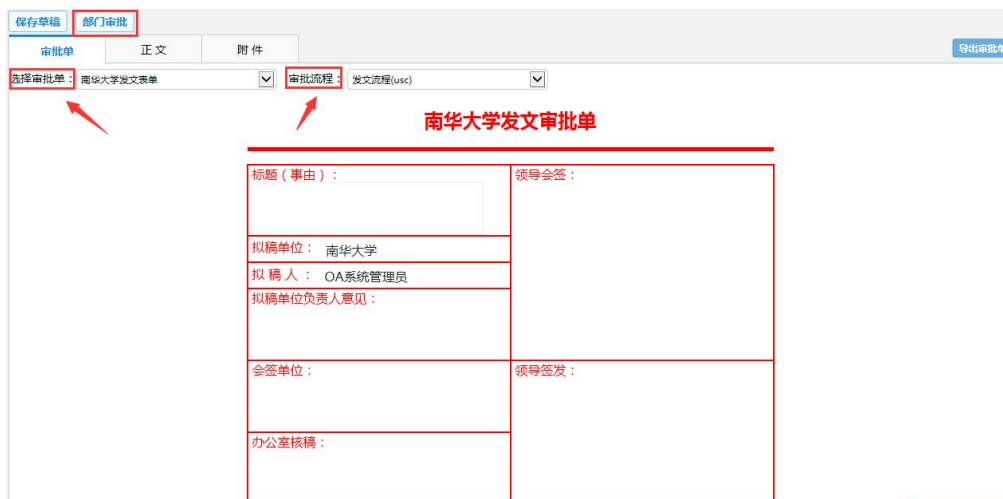 保存草稿 部门审批
审批单 正文 附件 导出审批单
选择审批单： 南华大学发文表单 审批流程： 发文流程(usc)
南华大学发文审批单
标题（事由）： 领导会签：
拟稿单位： 南华大学
拟 稿 人 ： OA系统管理员
拟稿单位负责人意见：
会签单位： 领导签发：
办公室核稿：